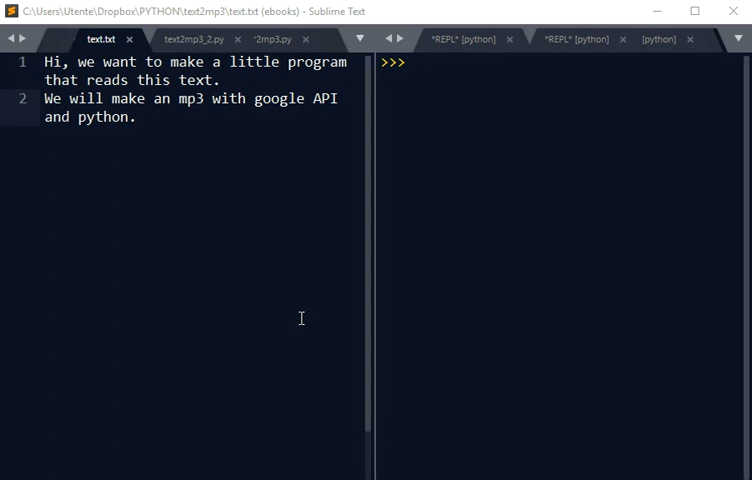 C:\Users\Utente\Dropbox\PYTHON\text2mp3\text.txt (ebooks) - Sublime Text
text.txt
text2mp3_2.py
'2mp3.py
*REPL* [python]
*REPL* [python]
[python]
1 Hi, we want to make a little program
that reads this text.
2 We will make an mp3 with google API
and python.
>>>